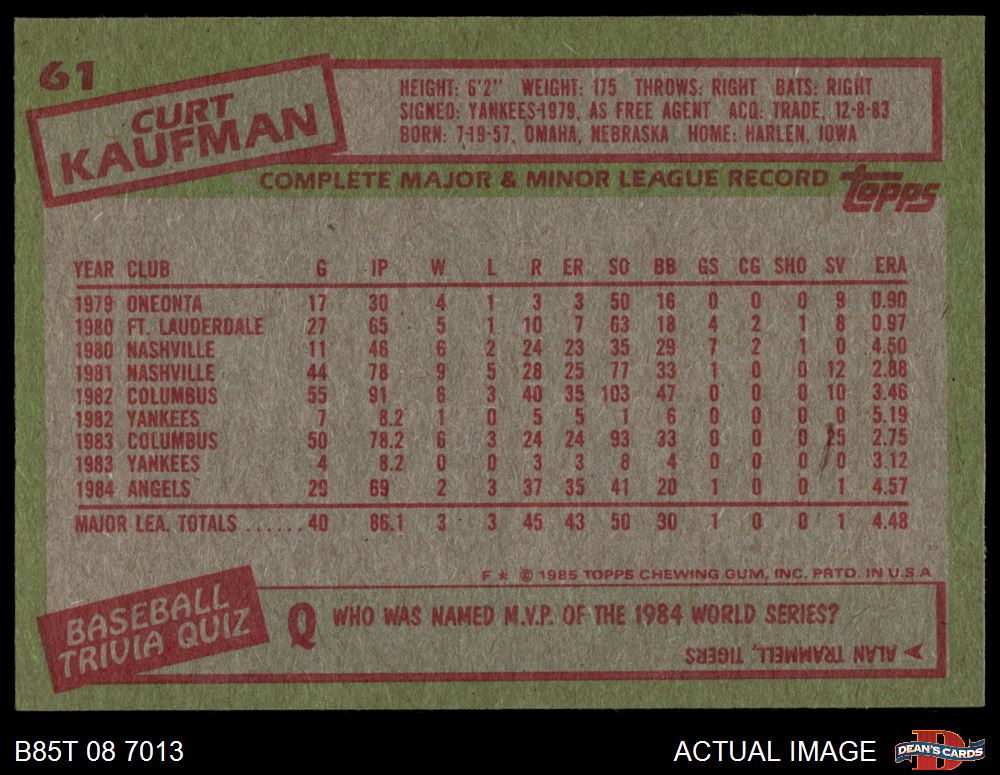 61
CURT
KAUFMAN
HEIGHT: 6'2" WEIGHT: 175 THROWS: RIGHT BATS: RIGHT
SIGNED: YANKEES-1979, AS FREE AGENT ACQ: TRADE, 12-8-83
BORN: 7-19-57, OMAHA, NEBRASKA HOME: HARLEN, IOWA
COMPLETE MAJOR & MINOR LEAGUE RECORD topps
YEAR CLUB G IP W L R ER SO BB GS CG SHO SV ERA
1979 ONEONTA 17 30 4 1 3 3 50 16 0 0 0 9 0.90
1980 FT. LAUDERDALE 27 65 5 1 10 7 63 18 4 2 1 8 0.97
1980 NASHVILLE 11 46 6 2 24 23 35 29 7 2 1 0 4.50
1981 NASHVILLE 44 78 9 5 28 25 77 33 1 0 0 12 2.88
1982 COLUMBUS 55 91 6 3 40 35 103 47 0 0 0 10 3.46
1982 YANKEES 7 8.2 1 0 5 5 1 6 0 0 0 0 5.19
1983 COLUMBUS 50 78.2 6 3 24 24 93 33 0 0 0 25 2.75
1983 YANKEES 4 8.2 0 0 3 3 8 4 0 0 0 0 3.12
1984 ANGELS 29 69 2 3 37 35 41 20 1 0 0 1 4.57
MAJOR LEA. TOTALS ...... 40 86.1 3 3 45 43 50 30 1 0 0 1 4.48
F * © 1985 TOPPS CHEWING GUM, INC. PRTD. IN U.S.A
BASEBALL
TRIVIA QUIZ
Q WHO WAS NAMED M.V.P. OF THE 1984 WORLD SERIES?
ALAN TRAMMELL, TIGERS
B85T 08 7013
ACTUAL IMAGE
DEAN'S CARDS